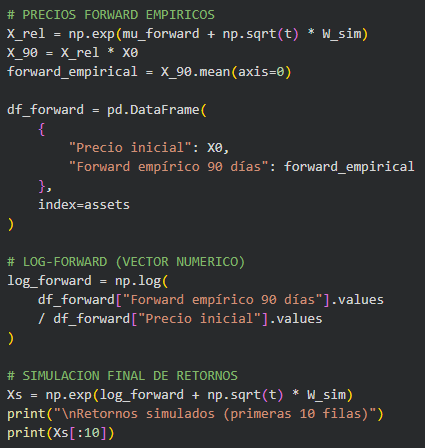 # PRECIOS FORWARD EMPIRICOS
X_rel = np.exp(mu_forward + np.sqrt(t) * W_sim)
X_90 = X_rel * X0
forward_empirical = X_90.mean(axis=0)

df_forward = pd.DataFrame(
    {
        "Precio inicial": X0,
        "Forward empírico 90 días": forward_empirical
    },
    index=assets
)

# LOG-FORWARD (VECTOR NUMERICO)
log_forward = np.log(
    df_forward["Forward empírico 90 días"].values
    / df_forward["Precio inicial"].values
)

# SIMULACION FINAL DE RETORNOS
Xs = np.exp(log_forward + np.sqrt(t) * W_sim)
print("\nRetornos simulados (primeras 10 filas)")
print(Xs[:10])